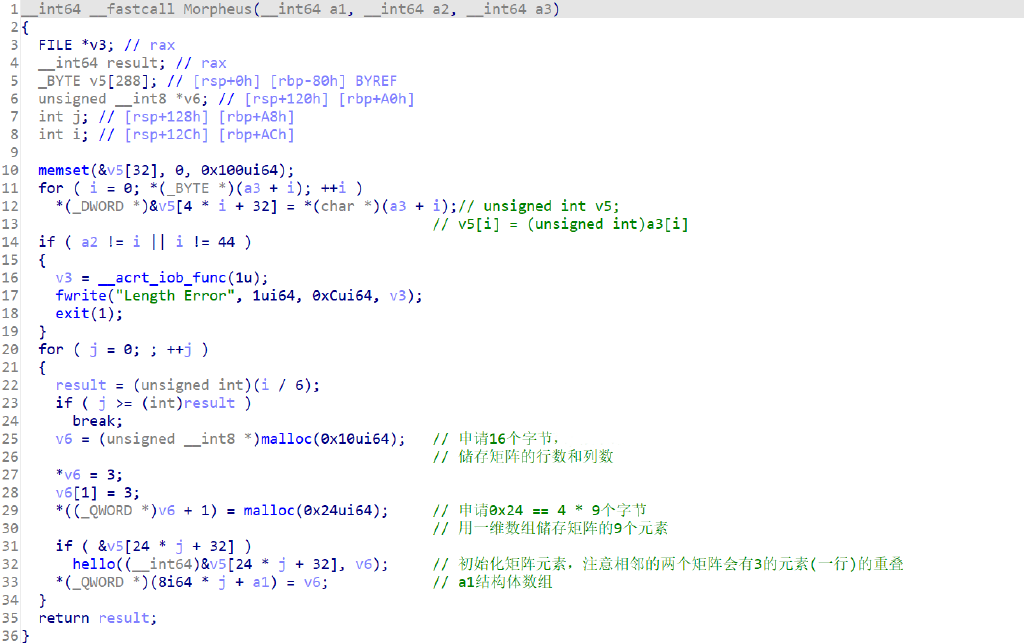 1 __int64 __fastcall Morpheus(__int64 a1, __int64 a2, __int64 a3)
2 {
3   FILE *v3; // rax
4   __int64 result; // rax
5   _BYTE v5[288]; // [rsp+0h] [rbp-80h] BYREF
6   unsigned __int8 *v6; // [rsp+120h] [rbp+A0h]
7   int j; // [rsp+128h] [rbp+A8h]
8   int i; // [rsp+12Ch] [rbp+ACh]
9
10   memset(&v5[32], 0, 0x100ui64);
11   for ( i = 0; *(_BYTE *)(a3 + i); ++i )
12     *(_DWORD *)&v5[4 * i + 32] = *(char *)(a3 + i);// unsigned int v5;
13                                               // v5[i] = (unsigned int)a3[i]
14   if ( a2 != i || i != 44 )
15   {
16     v3 = __acrt_iob_func(1u);
17     fwrite("Length Error", 1ui64, 0xCui64, v3);
18     exit(1);
19   }
20   for ( j = 0; ; ++j )
21   {
22     result = (unsigned int)(i / 6);
23     if ( j >= (int)result )
24       break;
25     v6 = (unsigned __int8 *)malloc(0x10ui64);   // 申请16个字节,
26                                               // 储存矩阵的行数和列数
27     *v6 = 3;
28     v6[1] = 3;
29     *((_QWORD *)v6 + 1) = malloc(0x24ui64);     // 申请0x24 == 4 * 9个字节
30                                               // 用一维数组储存矩阵的9个元素
31     if ( &v5[24 * j + 32] )
32       hello((__int64)&v5[24 * j + 32], v6);     // 初始化矩阵元素，注意相邻的两个矩阵会有3的元素(一行)的重叠
33     *(_QWORD *)(8i64 * j + a1) = v6;            // a1结构体数组
34   }
35   return result;
36 }